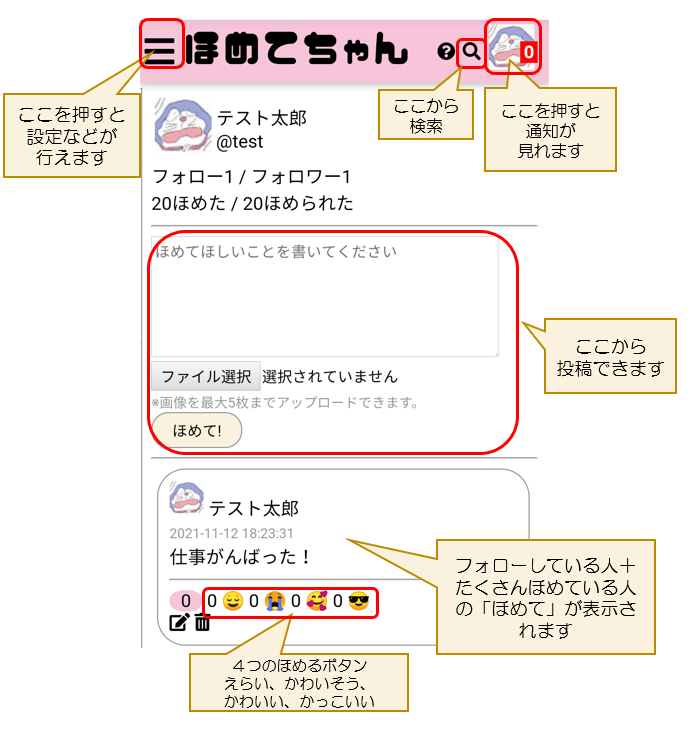 ほめてちゃん
0
ここを押すと
設定などが
行えます
ここから
検索
ここを押すと
通知が
見れます
テスト太郎
@test
フォロー1 / フォロワー1
20ほめた / 20ほめられた
ほめてほしいことを書いてください
ファイル選択 選択されていません
※画像を最大5枚までアップロードできます。
ほめて!
ここから
投稿できます
テスト太郎
2021-11-12 18:23:31
仕事がんばった！
0 0 😌 0 😭 0 🥰 0 😎
フォローしている人＋
たくさんほめている人
の「ほめて」が表示さ
れます
４つのほめるボタン
えらい、かわいそう、
かわいい、かっこいい